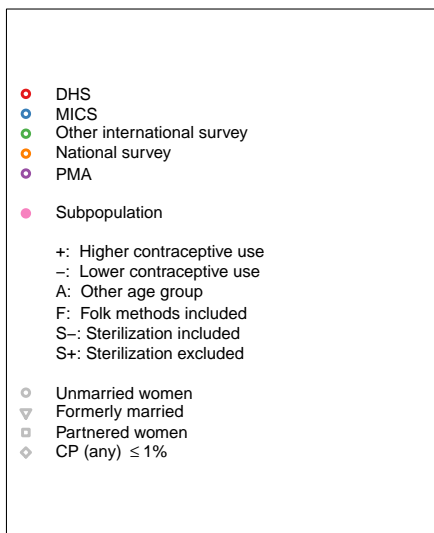 DHS
MICS
Other international survey
National survey
PMA
Subpopulation
+: Higher contraceptive use
−: Lower contraceptive use
A: Other age group
F: Folk methods included
S−: Sterilization included
S+: Sterilization excluded
Unmarried women
Formerly married
Partnered women
CP (any) ≤ 1%